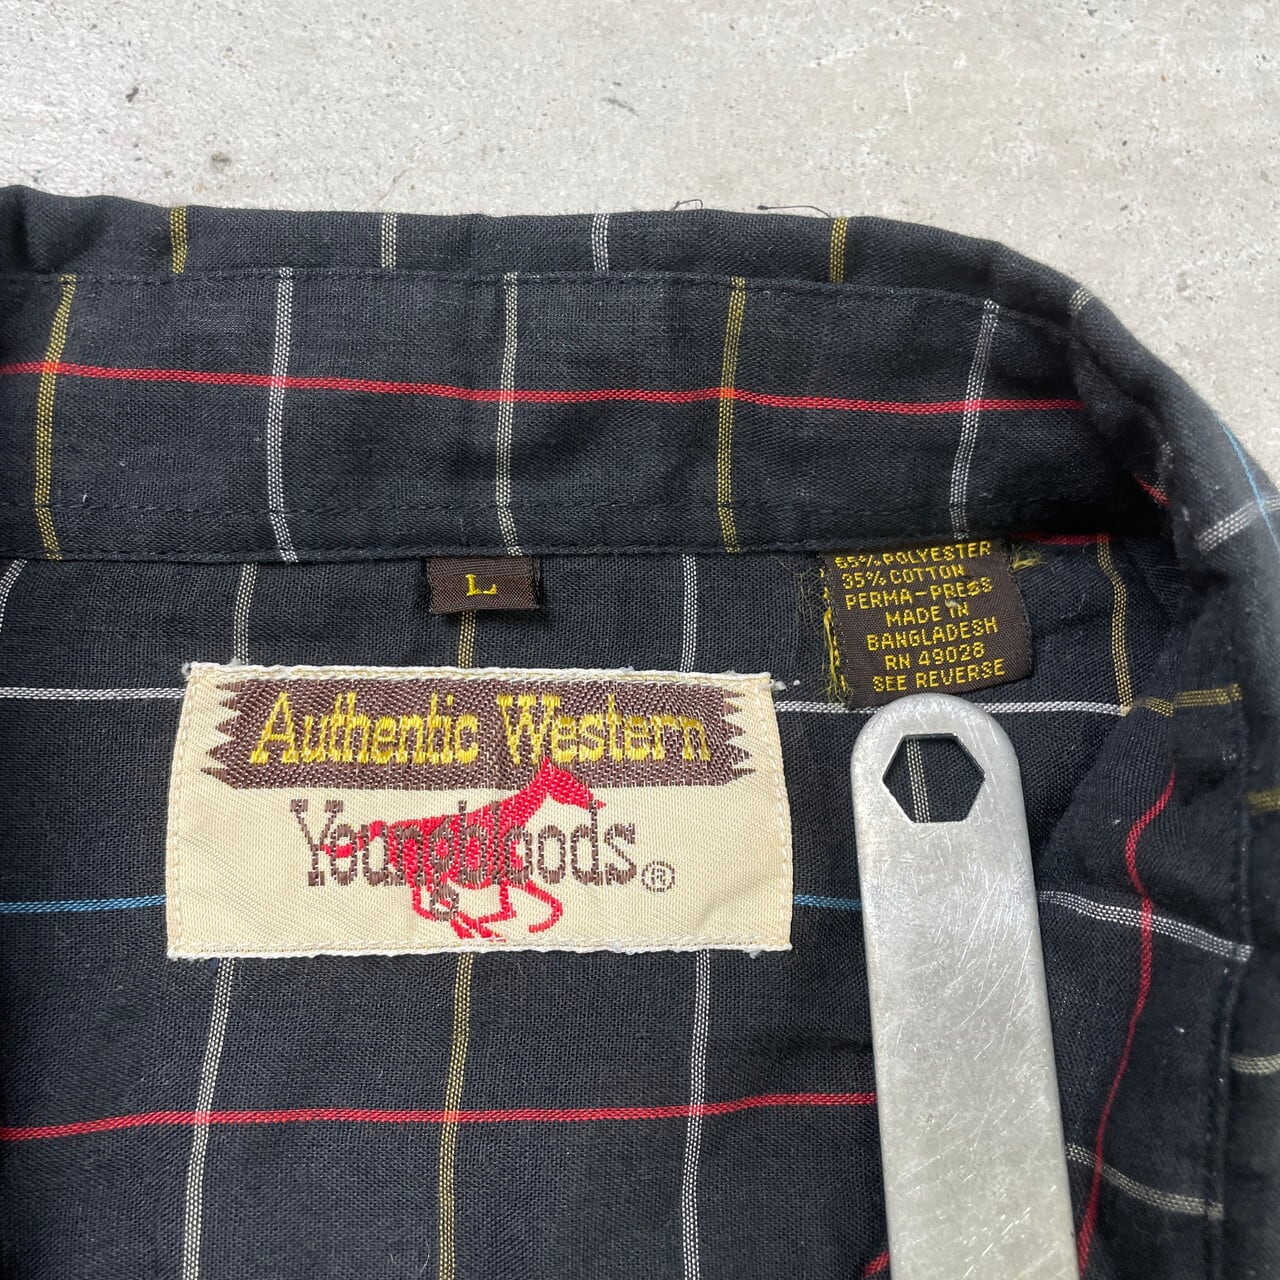 L
65% POLYESTER
35% COTTON
PERMA-PRESS
MADE IN
BANGLADESH
RN 49028
SEE REVERSE
Authentic Western
Youngbloods®